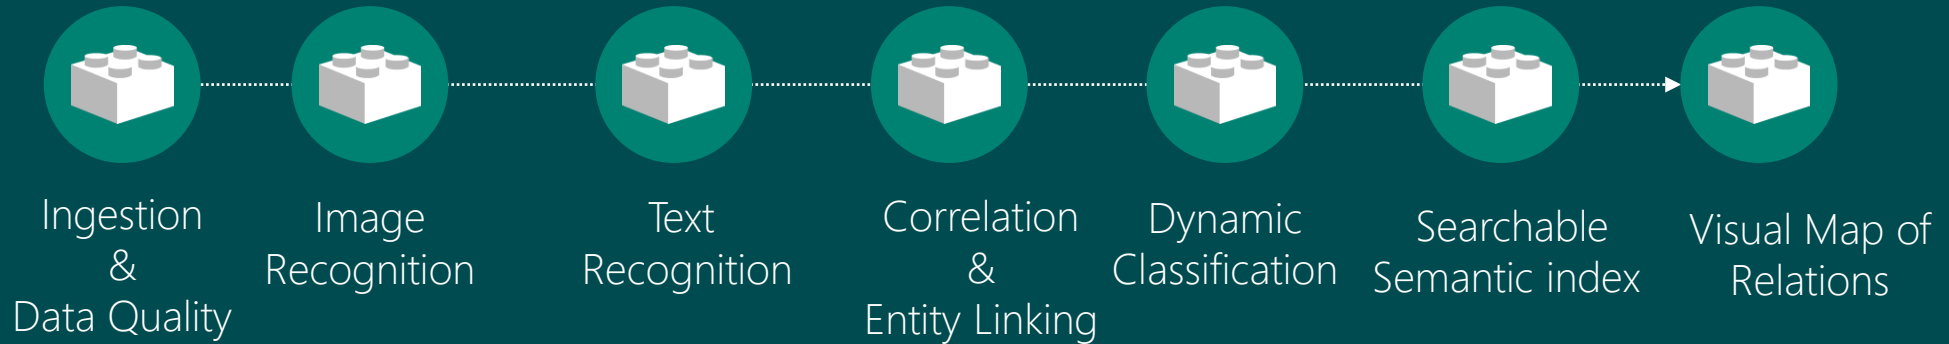 Ingestion
&
Data Quality
Image
Recognition
Text
Recognition
Correlation
&
Entity Linking
Dynamic
Classification
Searchable
Semantic index
Visual Map of
Relations